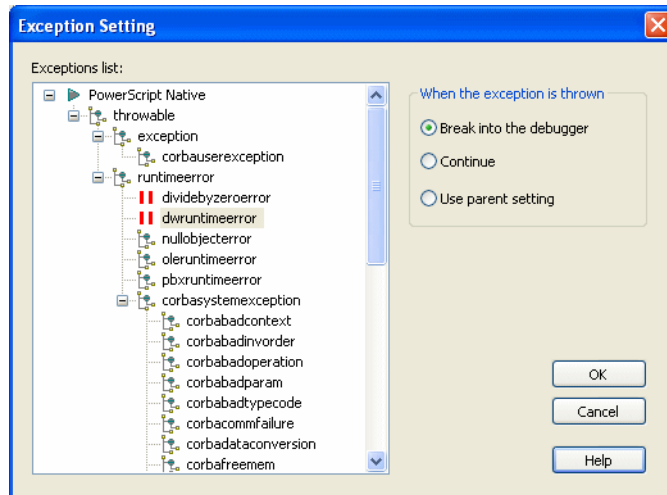 Exception Setting
Exceptions list:
PowerScript Native
throwable
exception
corbauserexception
runtimeerror
dividebyzeroerror
dwruntimeerror
nullobjecterror
oleruntimeerror
pbxruntimeerror
corbasystemexception
corbabadcontext
corbabadinvorder
corbabadoperation
corbabadparam
corbabadtypecode
corbacommfailure
corbadataconversion
corbafreemem
When the exception is thrown
Break into the debugger
Continue
Use parent setting
OK
Cancel
Help